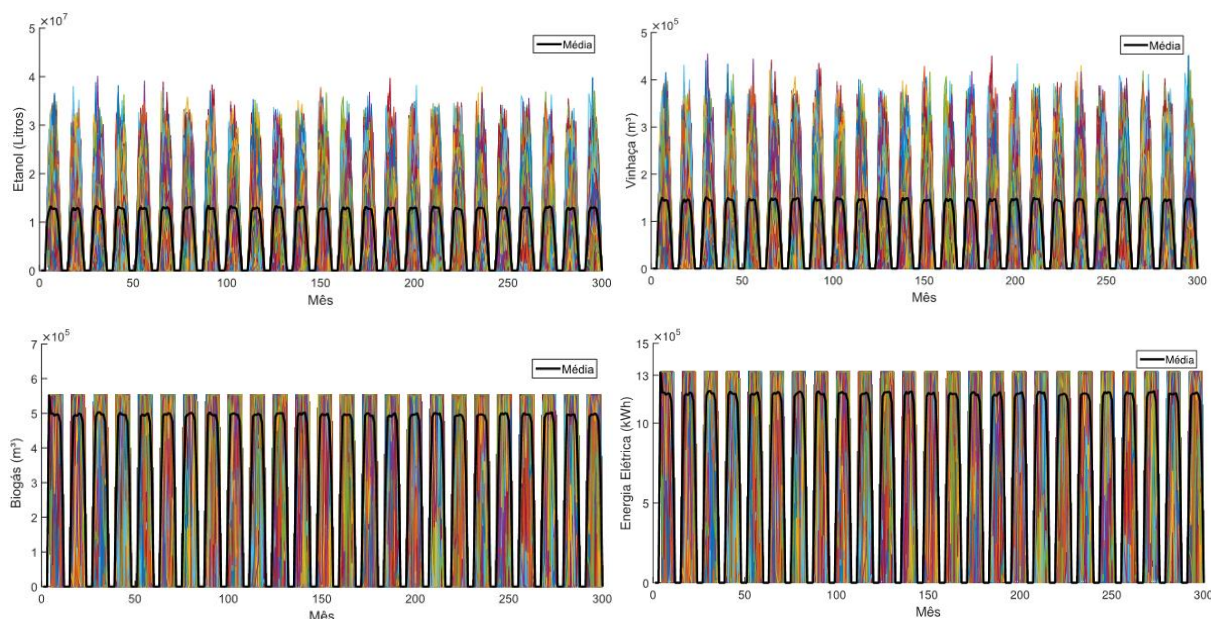 ×10⁷
5
4
3
2
1
0
Etanol (Litros)
0 50 100 150 200 250 300
Mês
Média
×10⁵
5
4
3
2
1
0
Vinhaça (m³)
0 50 100 150 200 250 300
Mês
Média
×10⁵
7
6
5
4
3
2
1
0
Biogás (m³)
0 50 100 150 200 250 300
Mês
Média
×10⁵
15
13
10
5
0
Energia Elétrica (kWh)
0 50 100 150 200 250 300
Mês
Média